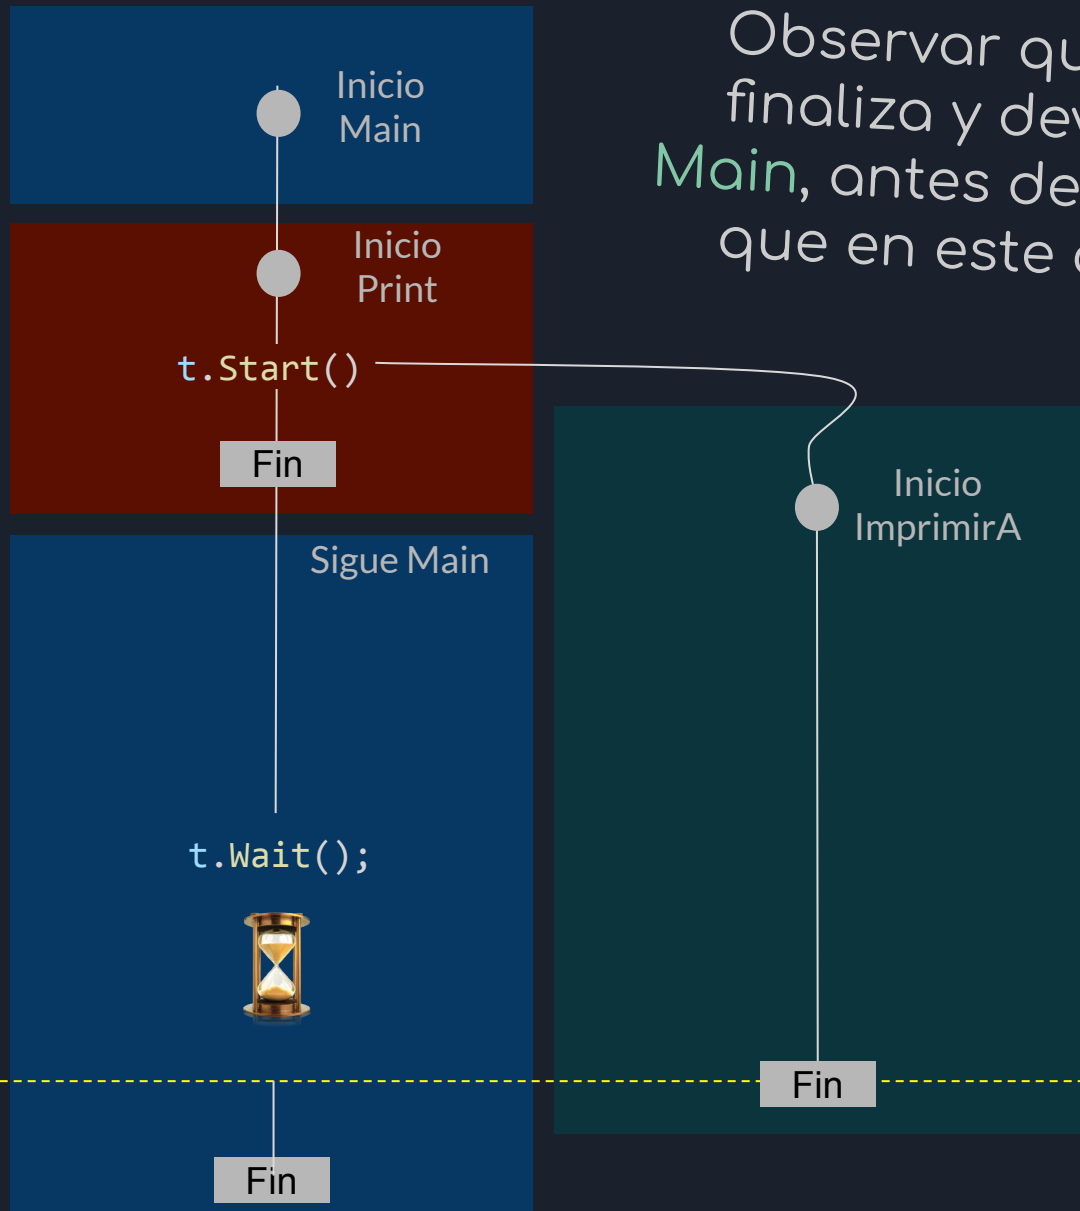 Inicio
Main
Observar qu
finaliza y dev
Main, antes de
que en este
Inicio
Print
t.Start()
Fin
Inicio
ImprimirA
Sigue Main
t.Wait();
Fin
Fin